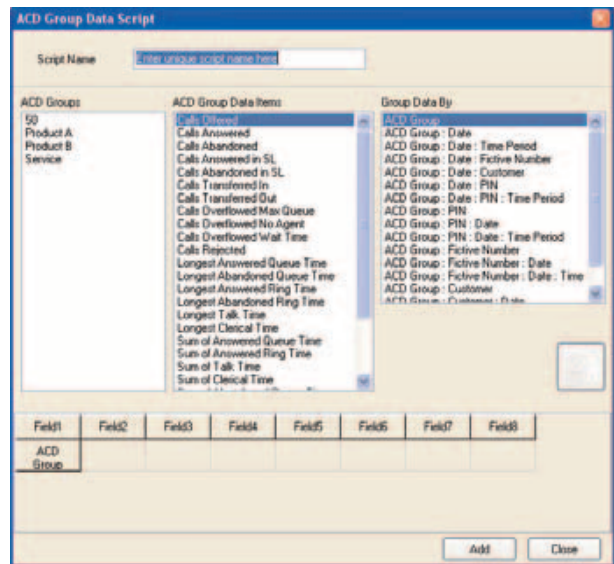 ACD Group Data Script
Script Name
Enter unique script name here
ACD Groups
50
Product A
Product B
Service
ACD Group Data Items
Calls Offered
Calls Answered
Calls Abandoned
Calls Answered in SL
Calls Abandoned in SL
Calls Transferred In
Calls Transferred Out
Calls Overflowed Max Queue
Calls Overflowed No Agent
Calls Overflowed Wait Time
Calls Rejected
Longest Answered Queue Time
Longest Abandoned Queue Time
Longest Answered Ring Time
Longest Abandoned Ring Time
Longest Talk Time
Longest Clerical Time
Sum of Answered Queue Time
Sum of Answered Ring Time
Sum of Talk Time
Sum of Clerical Time
Group Data By
ACD Group
ACD Group : Date
ACD Group : Date : Time Period
ACD Group : Date : Fictive Number
ACD Group : Date : Customer
ACD Group : Date : PIN
ACD Group : Date : PIN : Time Period
ACD Group : PIN
ACD Group : PIN : Date
ACD Group : PIN : Date : Time Period
ACD Group : Fictive Number
ACD Group : Fictive Number : Date
ACD Group : Fictive Number : Date : Time
ACD Group : Customer
ACD Group : Customer : Date
Field1 Field2 Field3 Field4 Field5 Field6 Field7 Field8
ACD
Group
Add Close